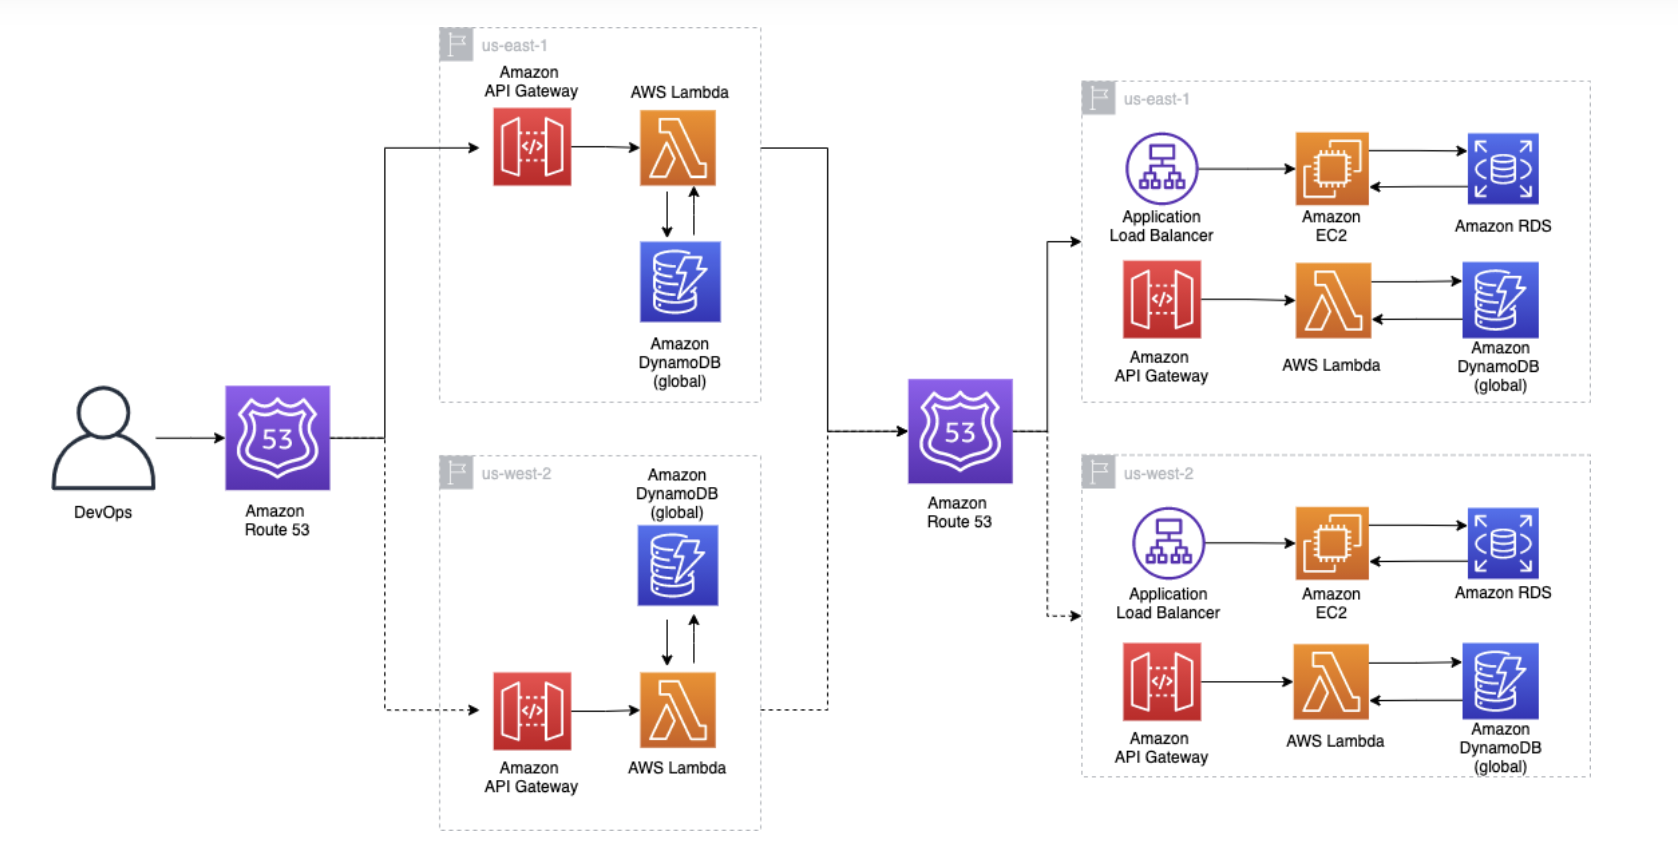 us-east-1
Amazon
API Gateway
AWS Lambda
Amazon
DynamoDB
(global)
DevOps
53
Amazon
Route 53
us-west-2
Amazon
DynamoDB
(global)
Amazon
API Gateway
AWS Lambda
53
Amazon
Route 53
us-east-1
Application
Load Balancer
Amazon
EC2
Amazon RDS
Amazon
API Gateway
AWS Lambda
Amazon
DynamoDB
(global)
us-west-2
Application
Load Balancer
Amazon
EC2
Amazon RDS
Amazon
API Gateway
AWS Lambda
Amazon
DynamoDB
(global)